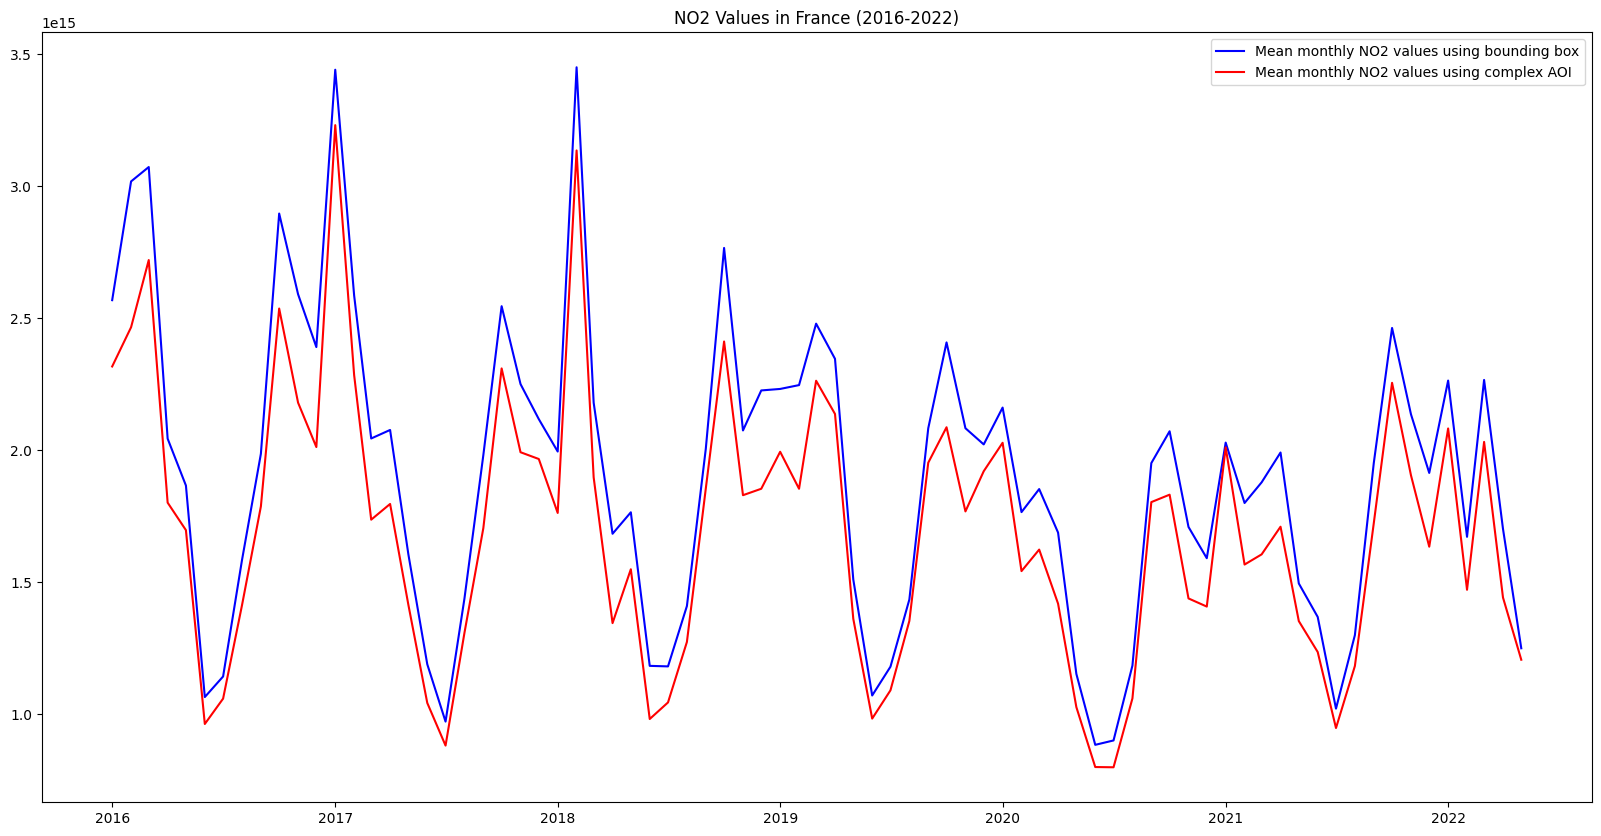 NO2 Values in France (2016-2022)
1e15
Mean monthly NO2 values using bounding box
Mean monthly NO2 values using complex AOI
3.5
3.0
2.5
2.0
1.5
1.0
2016 2017 2018 2019 2020 2021 2022